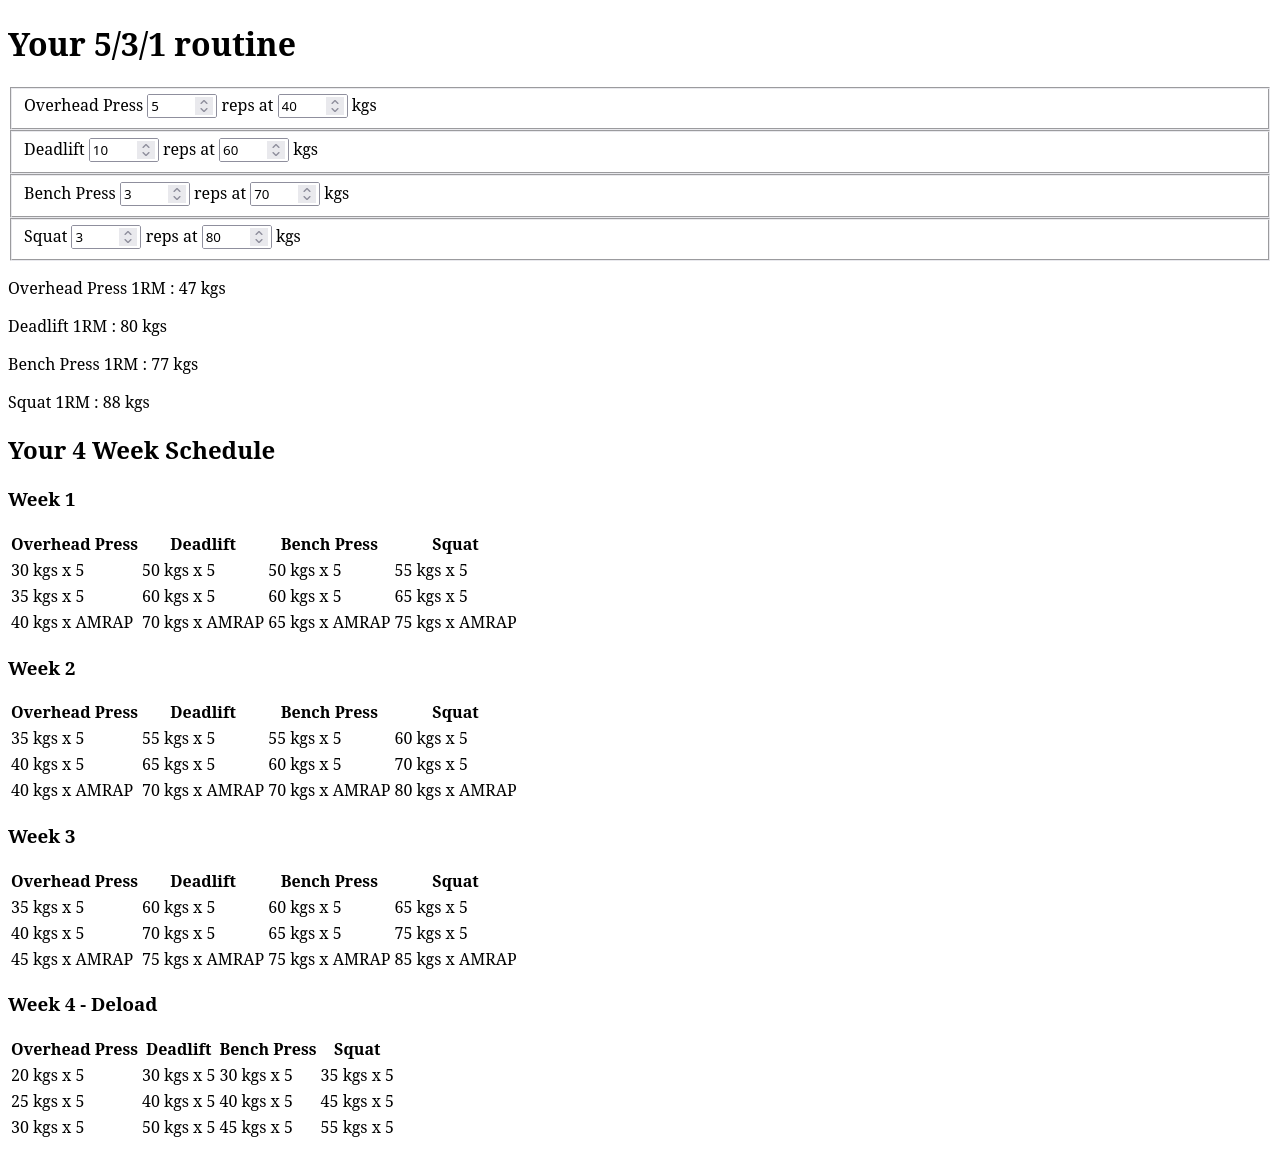 Your 5/3/1 routine
Overhead Press 5 reps at 40 kgs
Deadlift 10 reps at 60 kgs
Bench Press 3 reps at 70 kgs
Squat 3 reps at 80 kgs
Overhead Press 1RM : 47 kgs
Deadlift 1RM : 80 kgs
Bench Press 1RM : 77 kgs
Squat 1RM : 88 kgs
Your 4 Week Schedule
Week 1
Overhead Press Deadlift Bench Press Squat
30 kgs x 5 50 kgs x 5 50 kgs x 5 55 kgs x 5
35 kgs x 5 60 kgs x 5 60 kgs x 5 65 kgs x 5
40 kgs x AMRAP 70 kgs x AMRAP 65 kgs x AMRAP 75 kgs x AMRAP
Week 2
Overhead Press Deadlift Bench Press Squat
35 kgs x 5 55 kgs x 5 55 kgs x 5 60 kgs x 5
40 kgs x 5 65 kgs x 5 60 kgs x 5 70 kgs x 5
40 kgs x AMRAP 70 kgs x AMRAP 70 kgs x AMRAP 80 kgs x AMRAP
Week 3
Overhead Press Deadlift Bench Press Squat
35 kgs x 5 60 kgs x 5 60 kgs x 5 65 kgs x 5
40 kgs x 5 70 kgs x 5 65 kgs x 5 75 kgs x 5
45 kgs x AMRAP 75 kgs x AMRAP 75 kgs x AMRAP 85 kgs x AMRAP
Week 4 - Deload
Overhead Press Deadlift Bench Press Squat
20 kgs x 5 30 kgs x 5 30 kgs x 5 35 kgs x 5
25 kgs x 5 40 kgs x 5 40 kgs x 5 45 kgs x 5
30 kgs x 5 50 kgs x 5 45 kgs x 5 55 kgs x 5